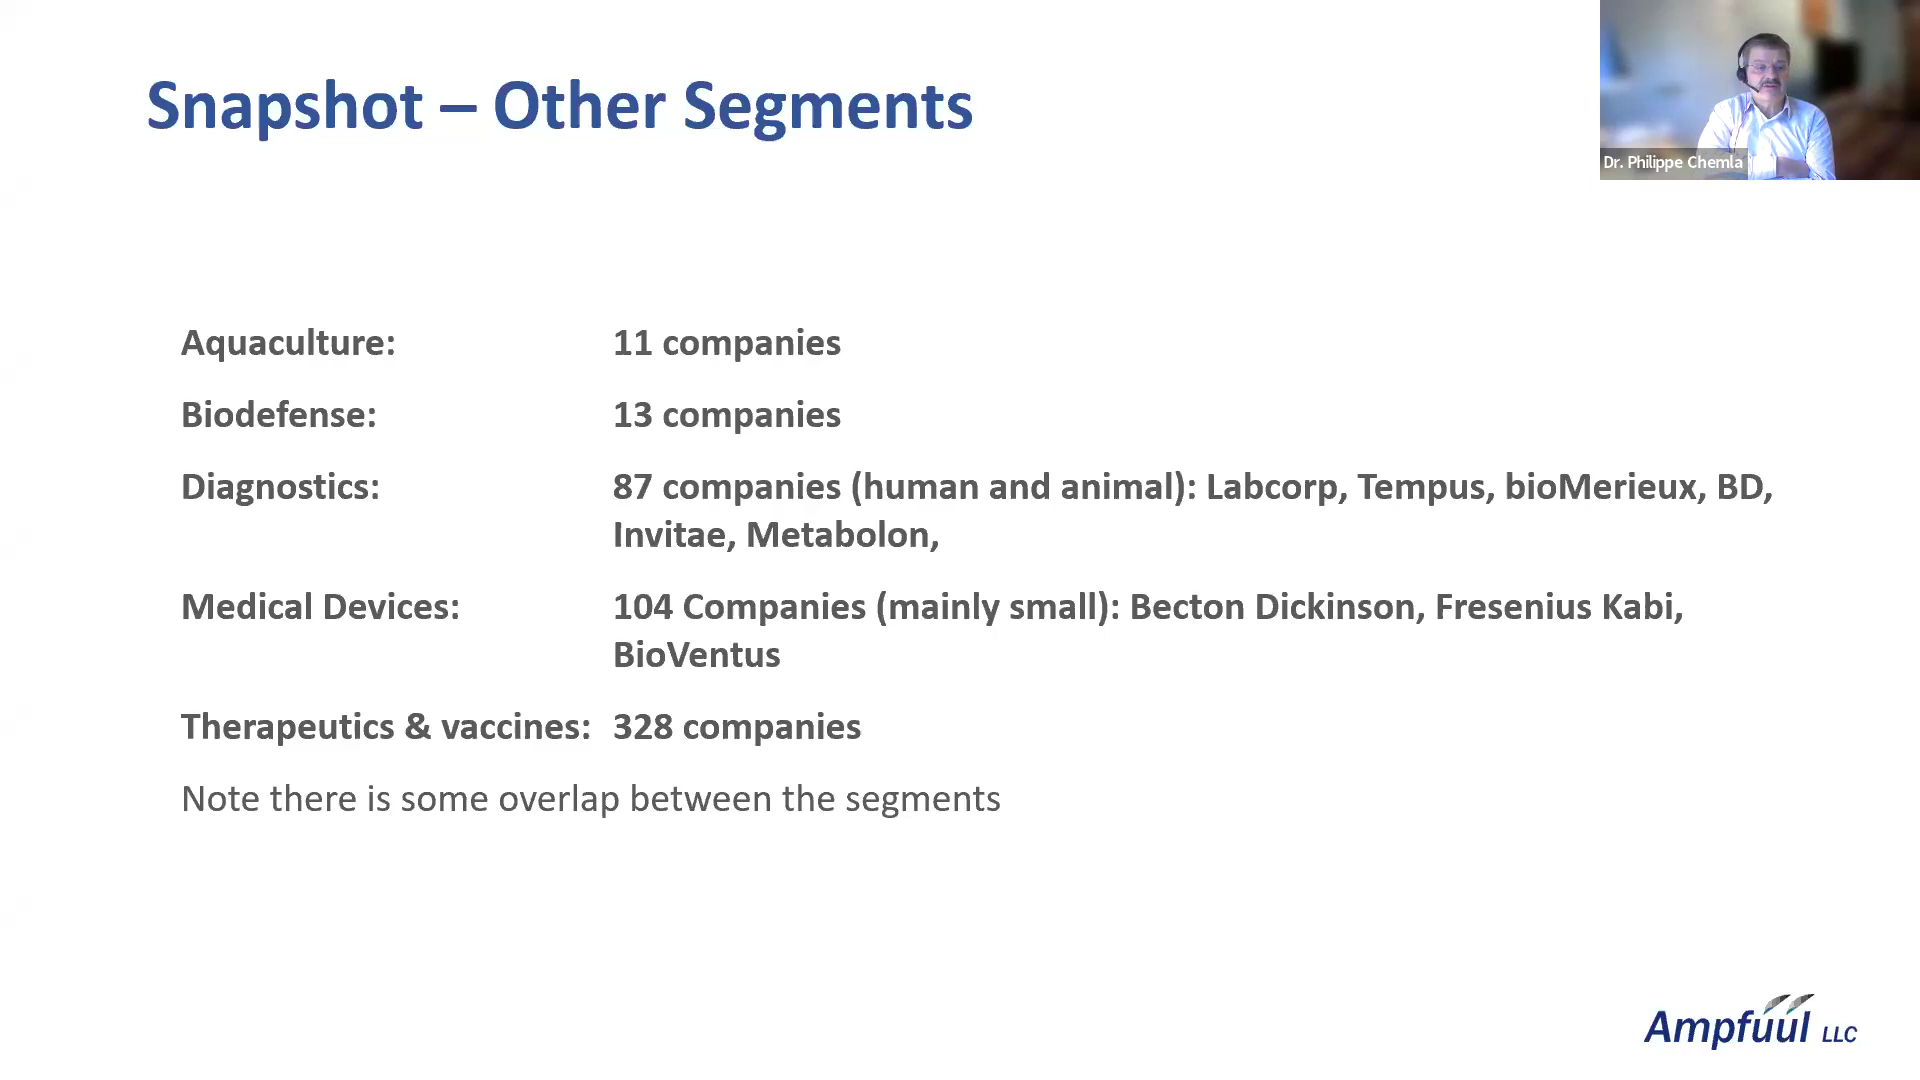 Snapshot – Other Segments
Dr. Philippe Chemla
Aquaculture: 11 companies
Biodefense: 13 companies
Diagnostics: 87 companies (human and animal): Labcorp, Tempus, bioMerieux, BD,
Invitae, Metabolon,
Medical Devices: 104 Companies (mainly small): Becton Dickinson, Fresenius Kabi,
BioVentus
Therapeutics & vaccines: 328 companies
Note there is some overlap between the segments
Ampfuul LLC